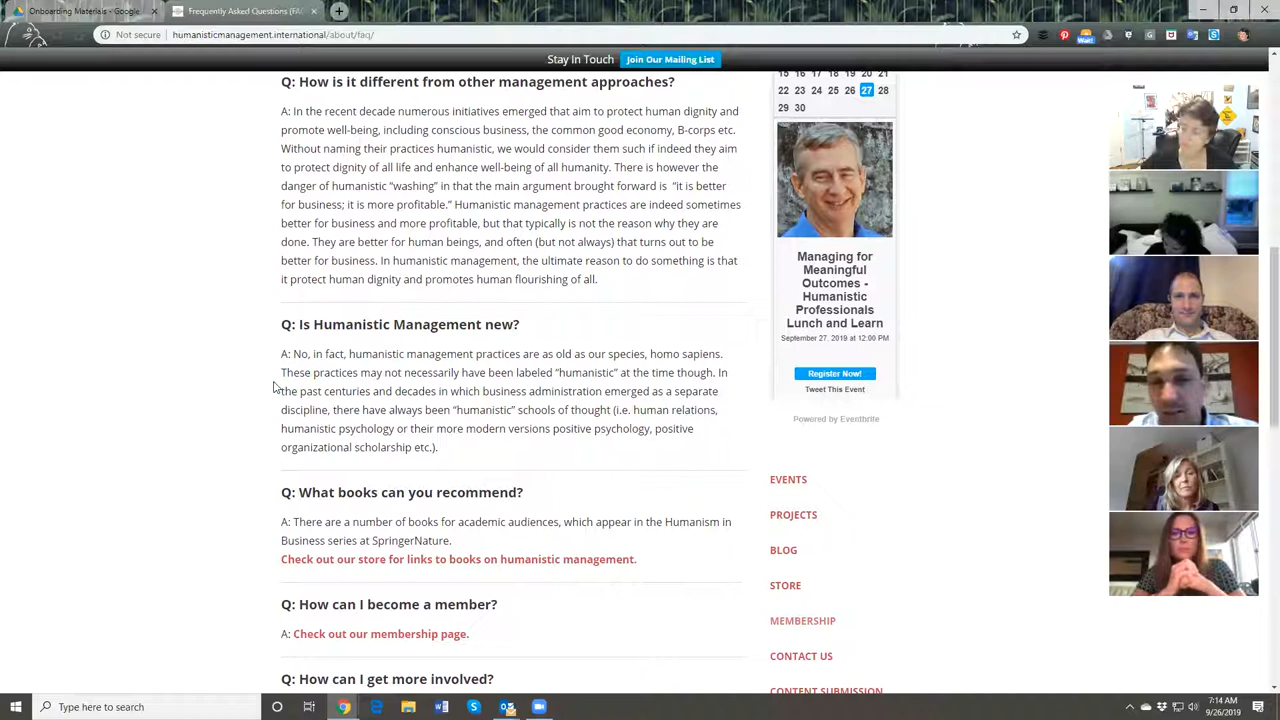 Onboarding Materials - Google
Frequently Asked Questions (FA
Not secure
humanisticmanagement.international/about/faq/
Stay In Touch
Join Our Mailing List
Q: How is it different from other management approaches?
A: In the recent decade numerous initiatives emerged that aim to protect human dignity and
promote well-being, including conscious business, the common good economy, B-corps etc.
Without naming their practices humanistic, we would consider them such if indeed they aim
to protect dignity of all life and enhance well-being of all humanity. There is however the
danger of humanistic “washing” in that the main argument brought forward is “it is better
for business; it is more profitable.” Humanistic management practices are indeed sometimes
better for business and more profitable, but that typically is not the reason why they are
done. They are better for human beings, and often (but not always) that turns out to be
better for business. In humanistic management, the ultimate reason to do something is that
it protect human dignity and promotes human flourishing of all.
Q: Is Humanistic Management new?
A: No, in fact, humanistic management practices are as old as our species, homo sapiens.
These practices may not necessarily have been labeled “humanistic” at the time though. In
the past centuries and decades in which business administration emerged as a separate
discipline, there have always been “humanistic” schools of thought (i.e. human relations,
humanistic psychology or their more modern versions positive psychology, positive
organizational scholarship etc.).
Q: What books can you recommend?
A: There are a number of books for academic audiences, which appear in the Humanism in
Business series at SpringerNature.
Check out our store for links to books on humanistic management.
Q: How can I become a member?
A: Check out our membership page.
Q: How can I get more involved?
15 16 17 18 19 20 21
22 23 24 25 26 27 28
29 30
Managing for
Meaningful
Outcomes -
Humanistic
Professionals
Lunch and Learn
September 27, 2019 at 12:00 PM
Register Now!
Tweet This Event
Powered by Eventbrite
EVENTS
PROJECTS
BLOG
STORE
MEMBERSHIP
CONTACT US
CONTENT SUBMISSION
Type here to search
7:14 AM
9/26/2019